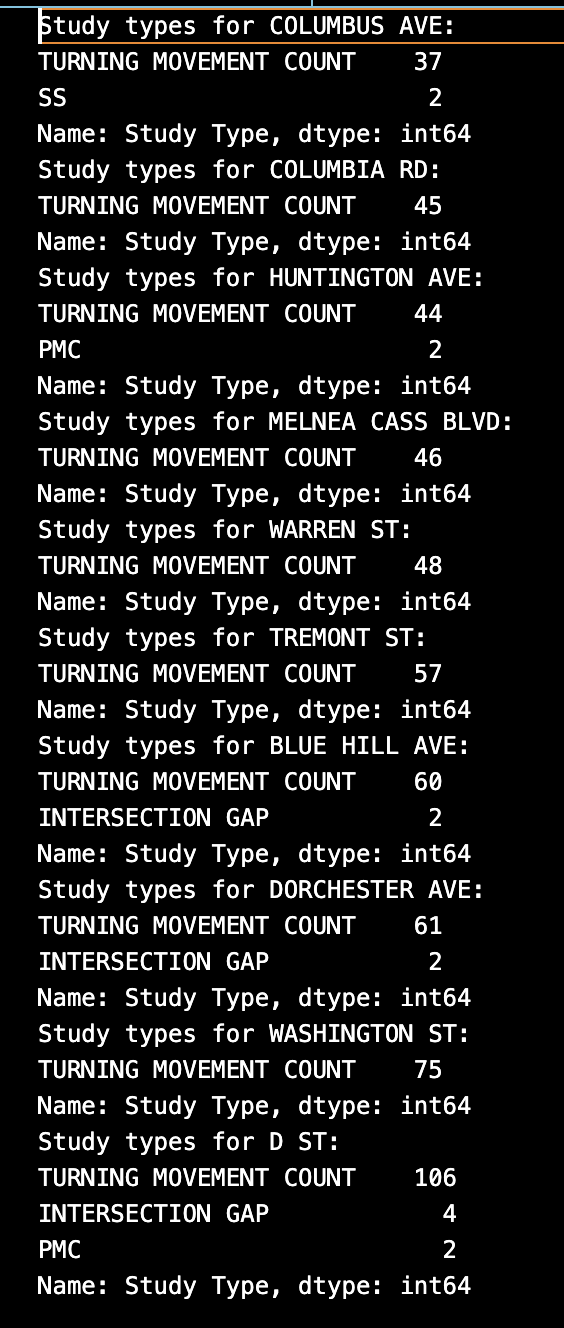 Study types for COLUMBUS AVE:
TURNING MOVEMENT COUNT    37
SS                         2
Name: Study Type, dtype: int64
Study types for COLUMBIA RD:
TURNING MOVEMENT COUNT    45
Name: Study Type, dtype: int64
Study types for HUNTINGTON AVE:
TURNING MOVEMENT COUNT    44
PMC                        2
Name: Study Type, dtype: int64
Study types for MELNEA CASS BLVD:
TURNING MOVEMENT COUNT    46
Name: Study Type, dtype: int64
Study types for WARREN ST:
TURNING MOVEMENT COUNT    48
Name: Study Type, dtype: int64
Study types for TREMONT ST:
TURNING MOVEMENT COUNT    57
Name: Study Type, dtype: int64
Study types for BLUE HILL AVE:
TURNING MOVEMENT COUNT    60
INTERSECTION GAP           2
Name: Study Type, dtype: int64
Study types for DORCHESTER AVE:
TURNING MOVEMENT COUNT    61
INTERSECTION GAP           2
Name: Study Type, dtype: int64
Study types for WASHINGTON ST:
TURNING MOVEMENT COUNT    75
Name: Study Type, dtype: int64
Study types for D ST:
TURNING MOVEMENT COUNT    106
INTERSECTION GAP            4
PMC                         2
Name: Study Type, dtype: int64